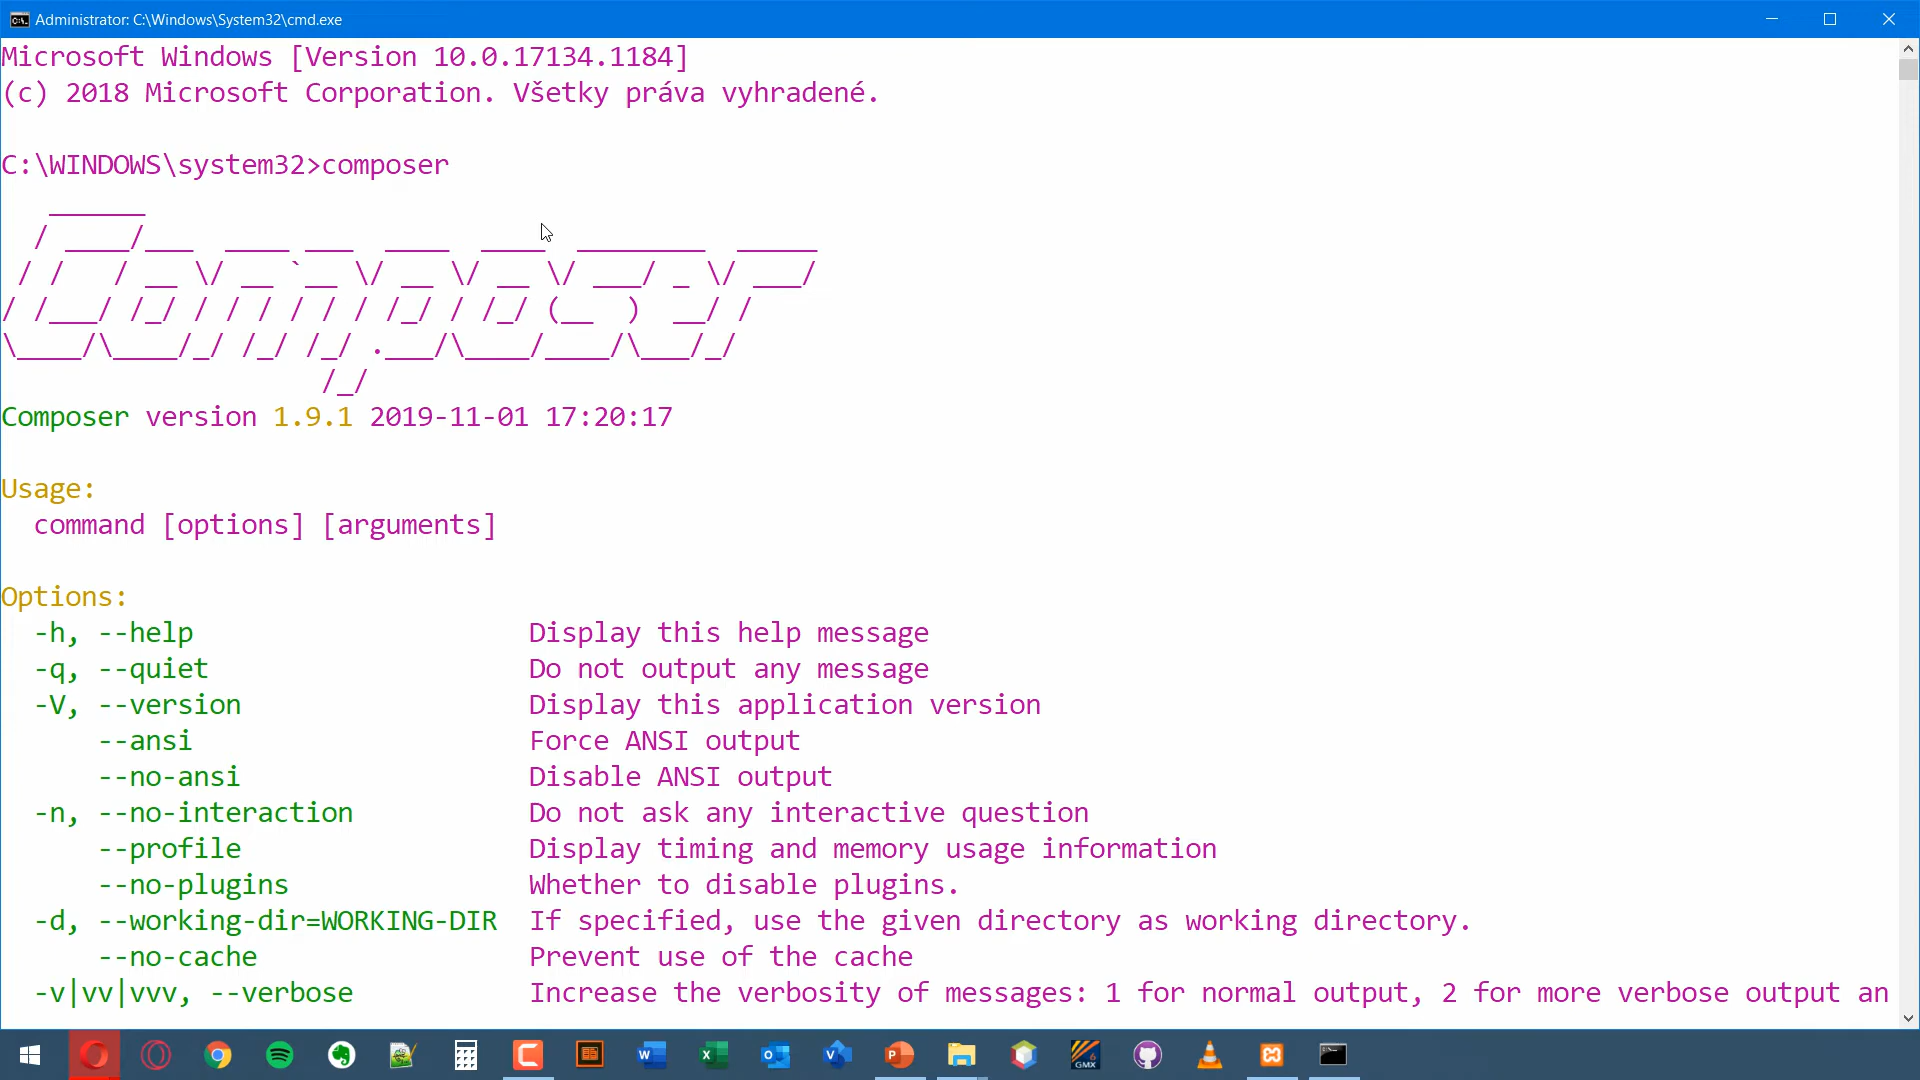 Administrator: C:\Windows\System32\cmd.exe
Microsoft Windows [Version 10.0.17134.1184]
(c) 2018 Microsoft Corporation. Všetky práva vyhradené.
C:\WINDOWS\system32>composer
Composer
Composer version 1.9.1 2019-11-01 17:20:17
Usage:
command [options] [arguments]
Options:
-h, --help Display this help message
-q, --quiet Do not output any message
-V, --version Display this application version
--ansi Force ANSI output
--no-ansi Disable ANSI output
-n, --no-interaction Do not ask any interactive question
--profile Display timing and memory usage information
--no-plugins Whether to disable plugins.
-d, --working-dir=WORKING-DIR If specified, use the given directory as working directory.
--no-cache Prevent use of the cache
-v|vv|vvv, --verbose Increase the verbosity of messages: 1 for normal output, 2 for more verbose output an